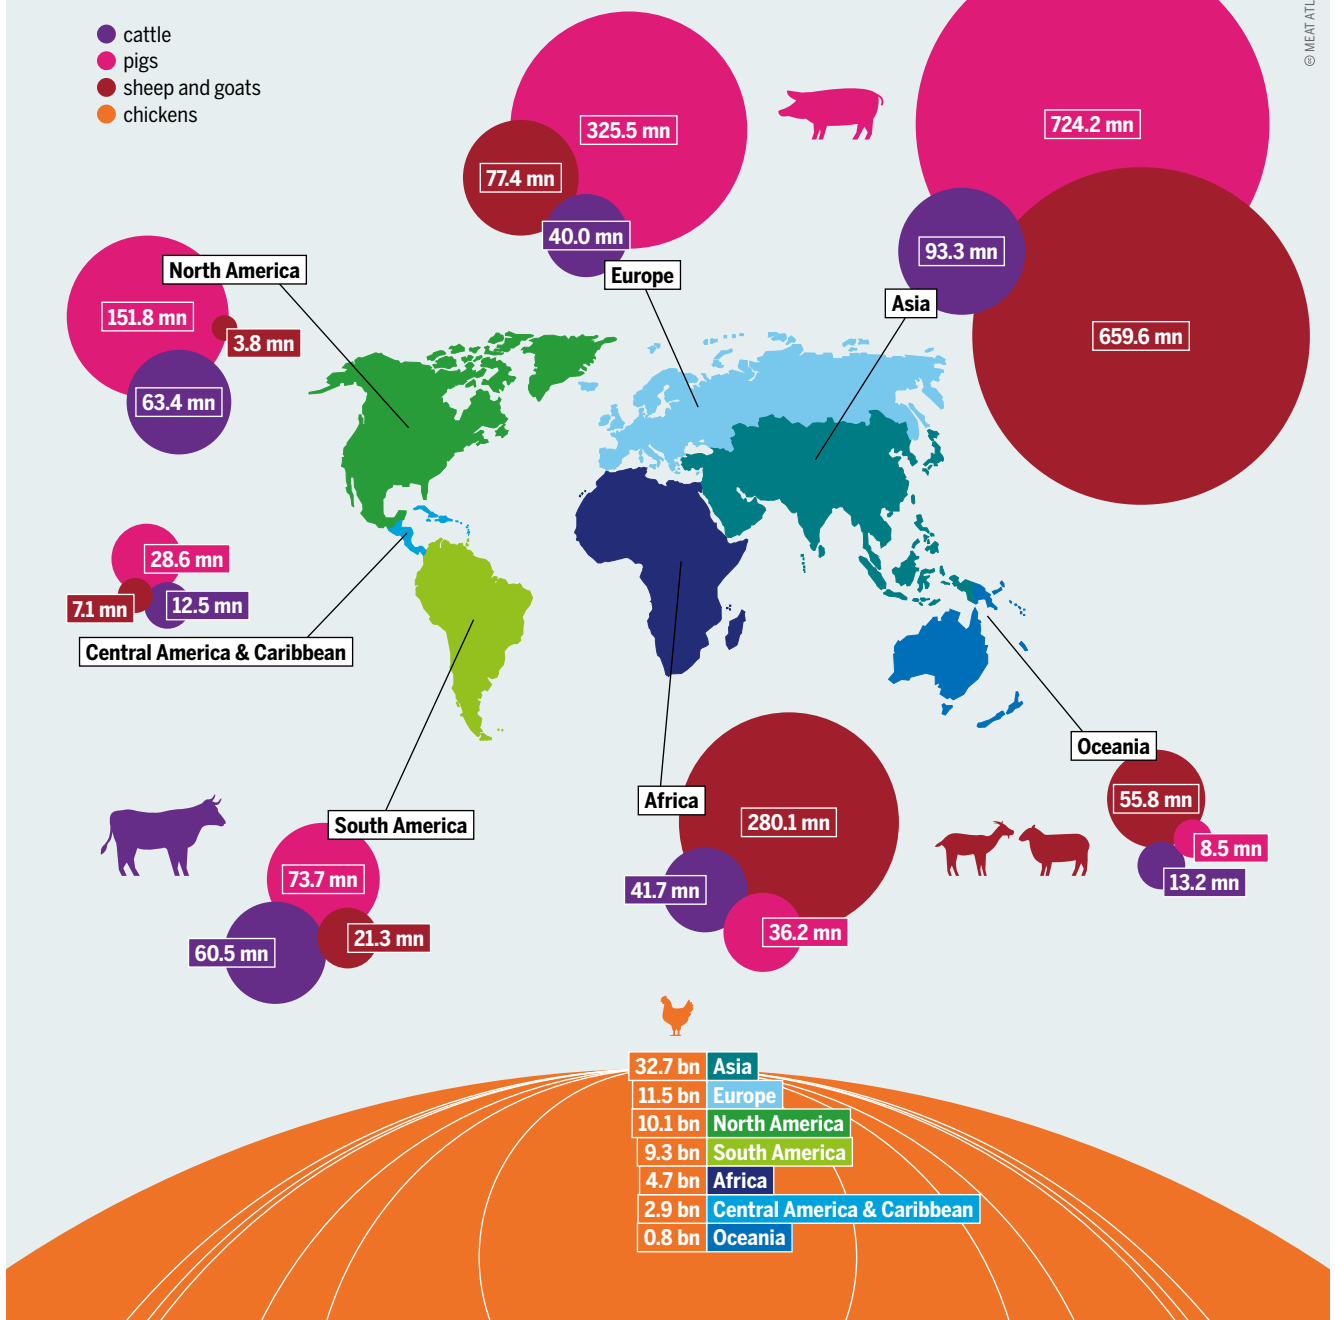 cattle
pigs
sheep and goats
chickens
© MEAT ATL
325.5 mn
77.4 mn
40.0 mn
Europe
724.2 mn
93.3 mn
659.6 mn
Asia
North America
151.8 mn
3.8 mn
63.4 mn
28.6 mn
7.1 mn
12.5 mn
Central America & Caribbean
South America
73.7 mn
60.5 mn
21.3 mn
Africa
280.1 mn
41.7 mn
36.2 mn
Oceania
55.8 mn
8.5 mn
13.2 mn
32.7 bn Asia
11.5 bn Europe
10.1 bn North America
9.3 bn South America
4.7 bn Africa
2.9 bn Central America & Caribbean
0.8 bn Oceania